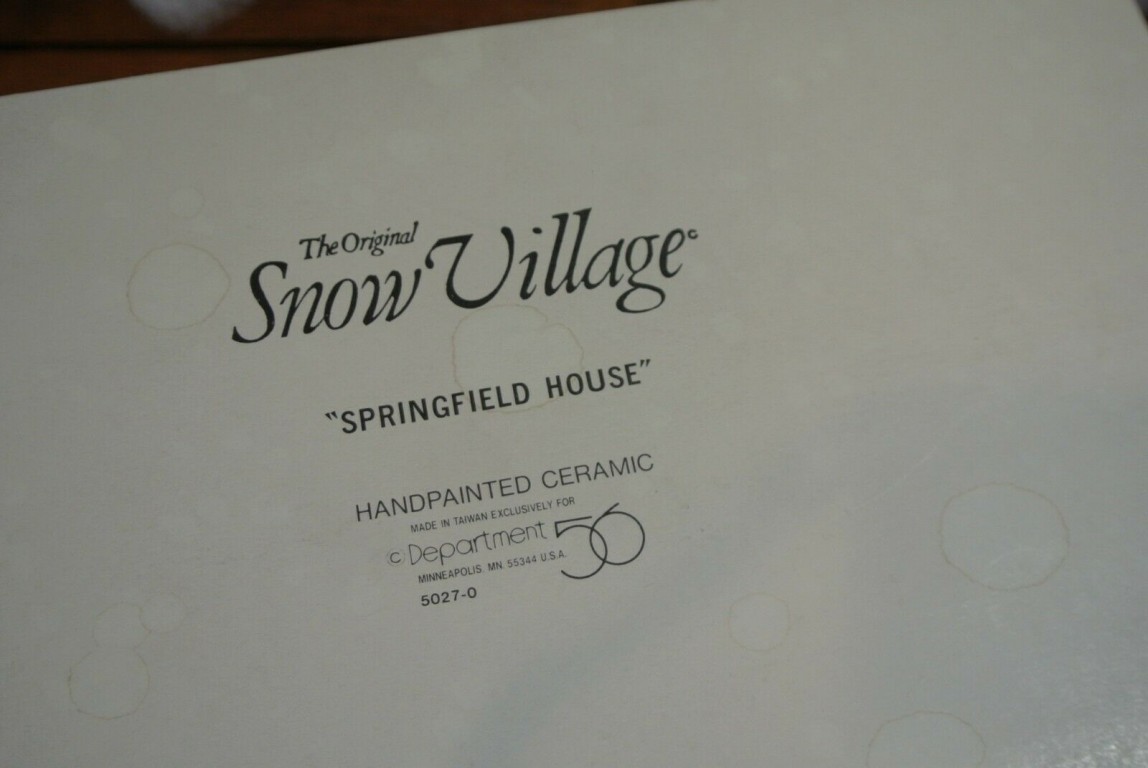 The Original
Snow Village©
"SPRINGFIELD HOUSE"
HANDPAINTED CERAMIC
MADE IN TAIWAN EXCLUSIVELY FOR
© Department 56
MINNEAPOLIS, MN. 55344 U.S.A.
5027-0